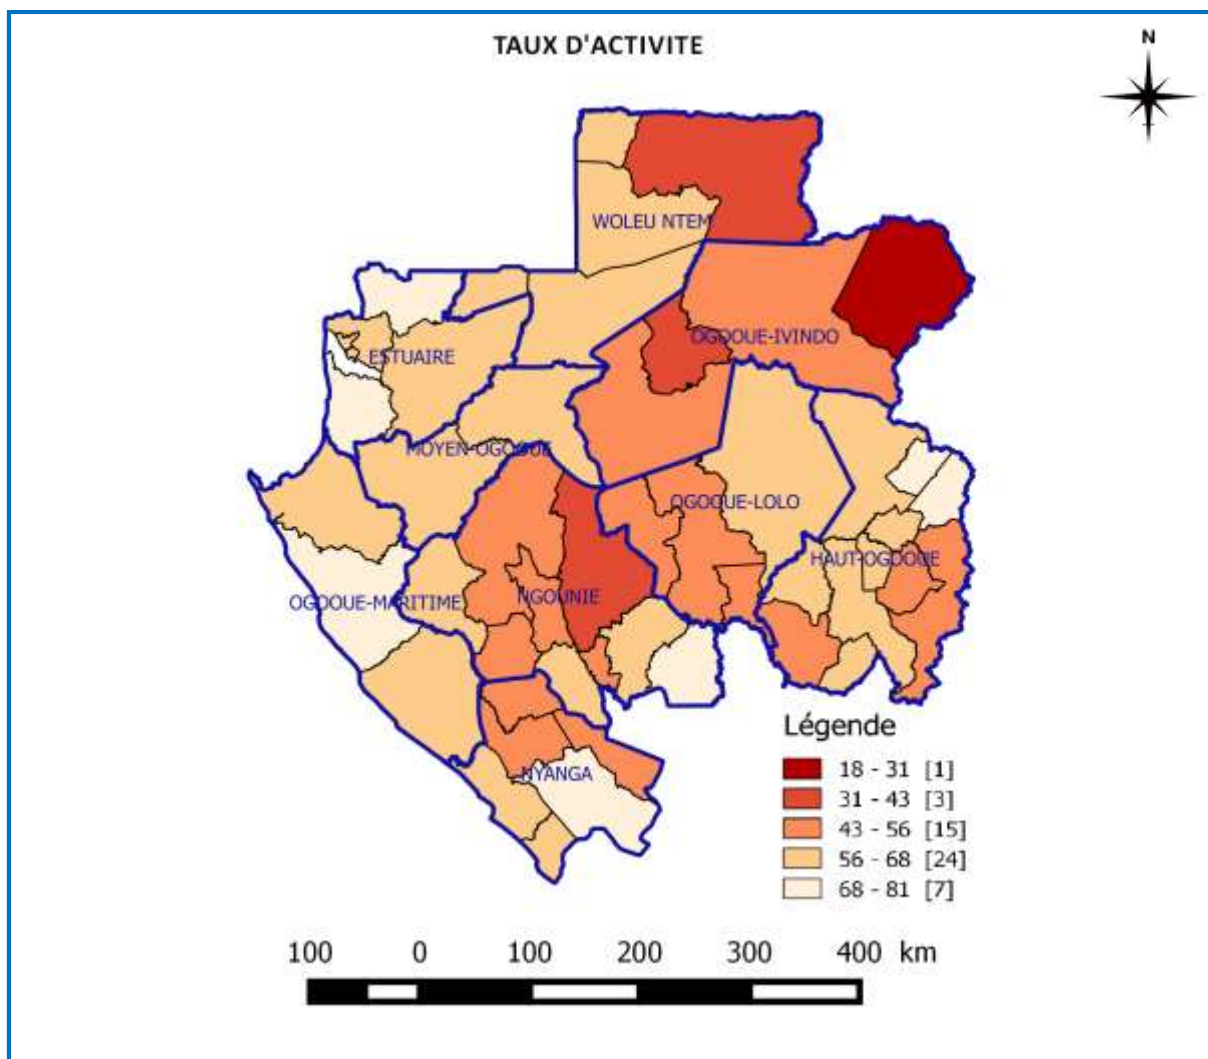 TAUX D'ACTIVITE
N
WOLEU NTEM
OGOOUE-IVINDO
ESTUAIRE
MOYEN-OGOOUE
OGOOUE-LOLO
HAUT-OGOOUE
OGOOUE-MARITIME
NGOUNIE
NYANGA
Légende
18 - 31 [1]
31 - 43 [3]
43 - 56 [15]
56 - 68 [24]
68 - 81 [7]
100 0 100 200 300 400 km